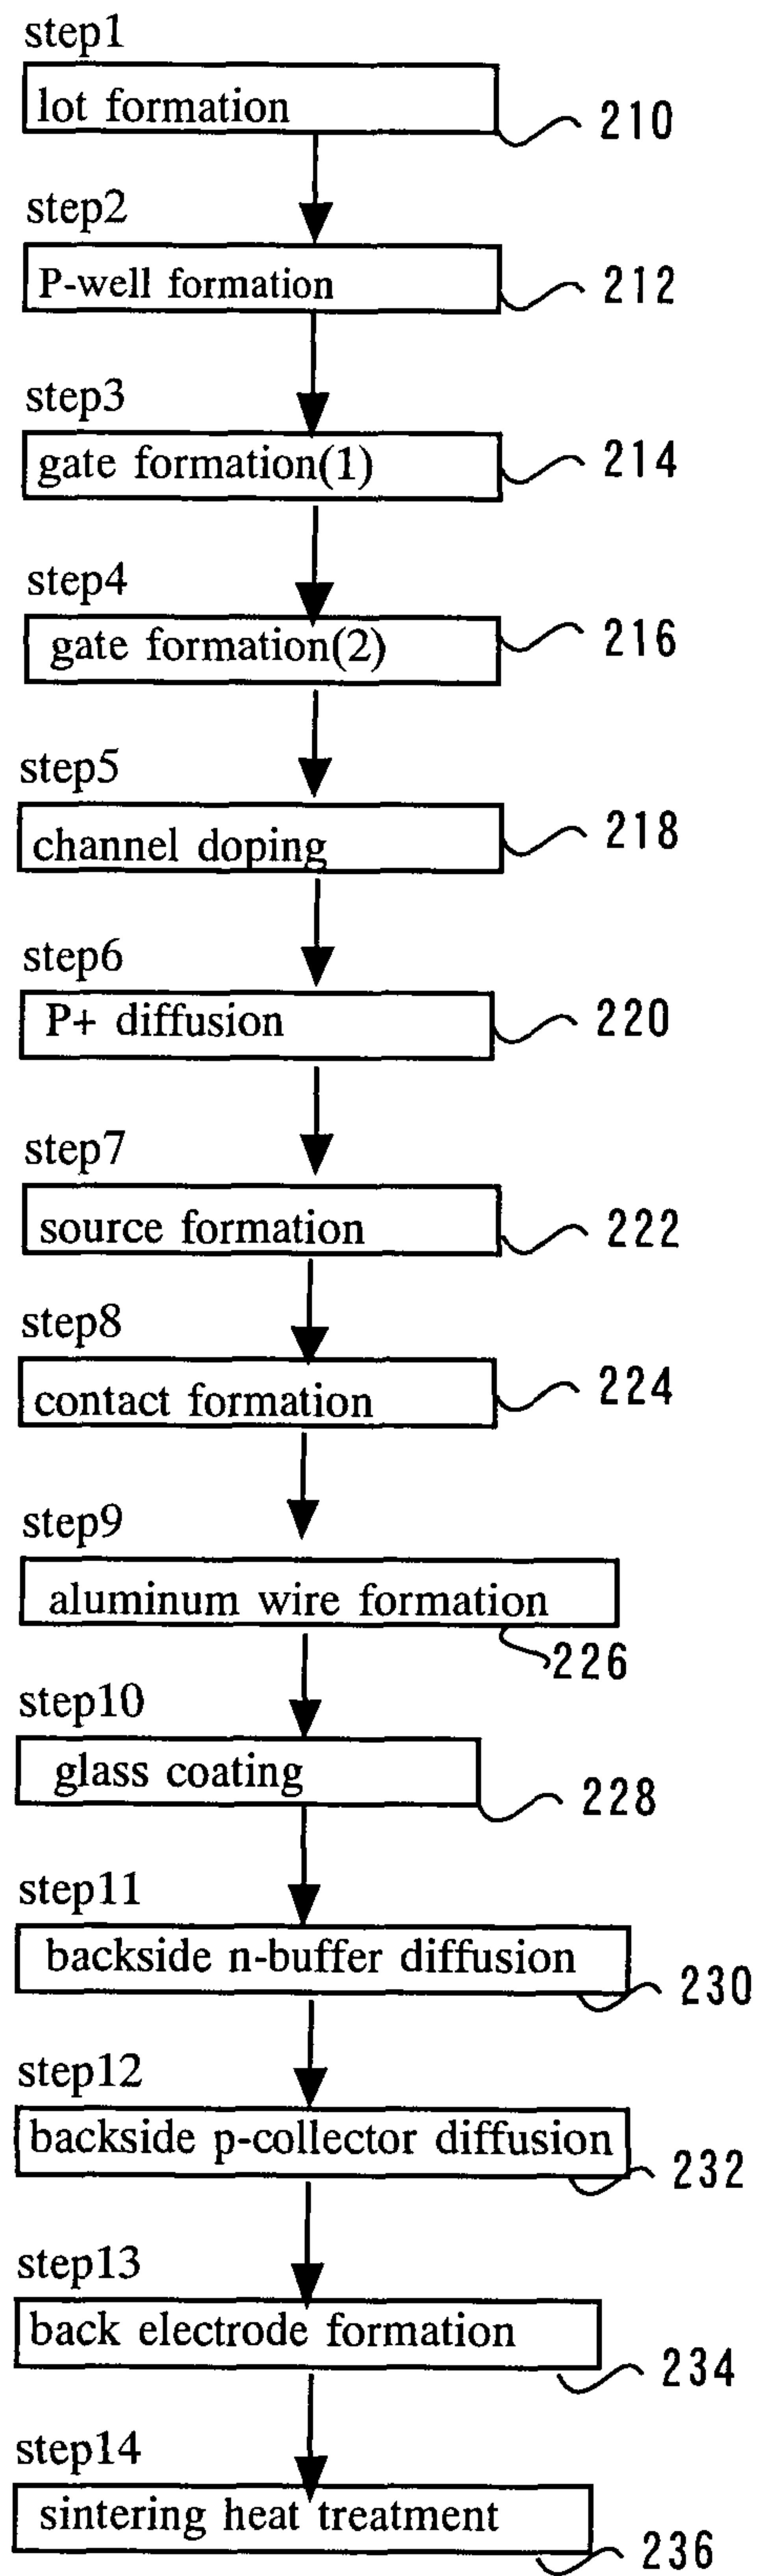 step1
lot formation
210
step2
P-well formation
212
step3
gate formation(1)
214
step4
gate formation(2)
216
step5
channel doping
218
step6
P+ diffusion
220
step7
source formation
222
step8
contact formation
224
step9
aluminum wire formation
226
step10
glass coating
228
step11
backside n-buffer diffusion
230
step12
backside p-collector diffusion
232
step13
back electrode formation
234
step14
sintering heat treatment
236